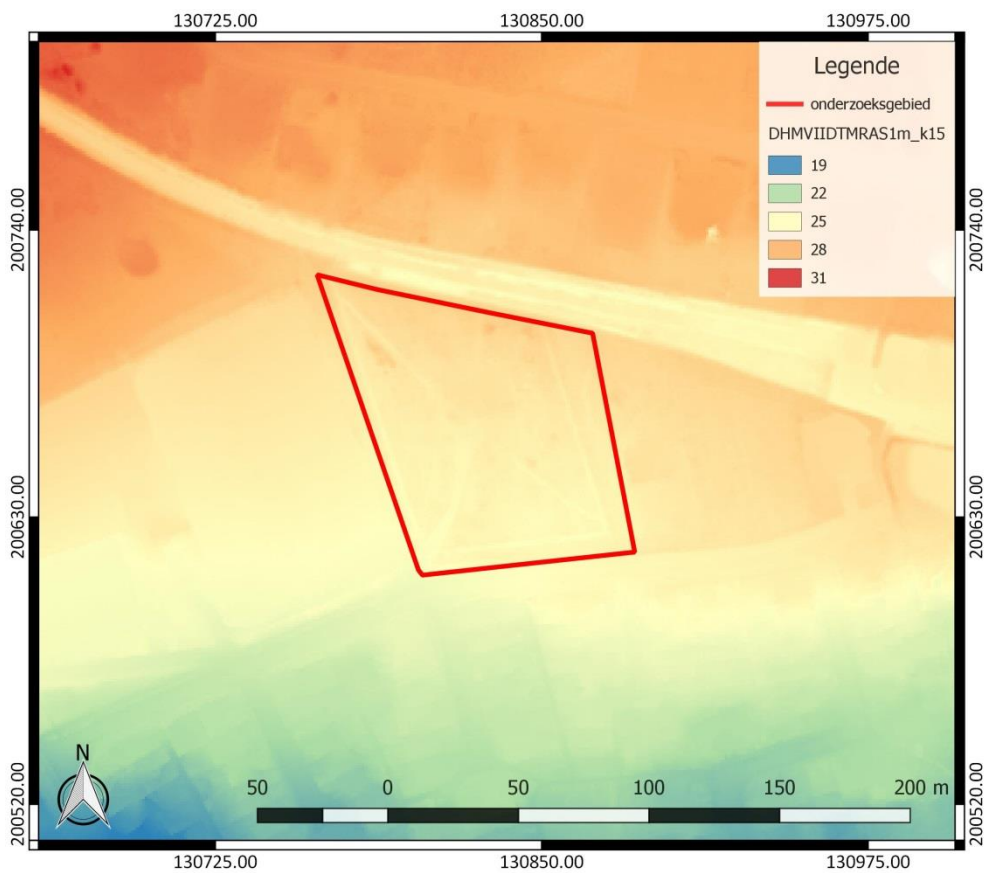 130725.00 130850.00 130975.00
Legende
onderzoeksgebied
DHMVIIDTMRAS1m_k15
19
22
25
28
31
200740.00 200740.00
200630.00 200630.00
200520.00 200520.00
N
50 0 50 100 150 200 m
130725.00 130850.00 130975.00